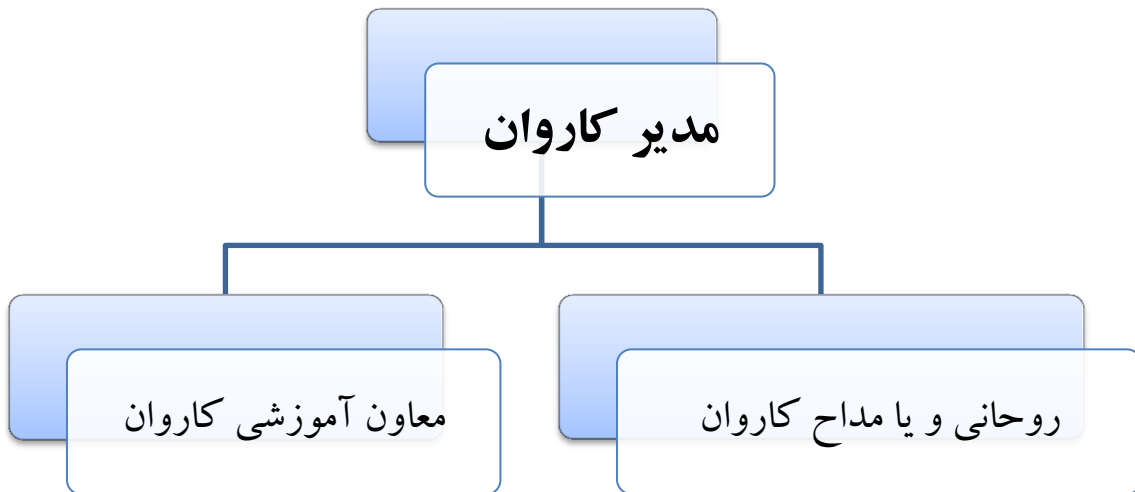 مدیر کاروان
روحانی و یا مداح کاروان
معاون آموزشی کاروان